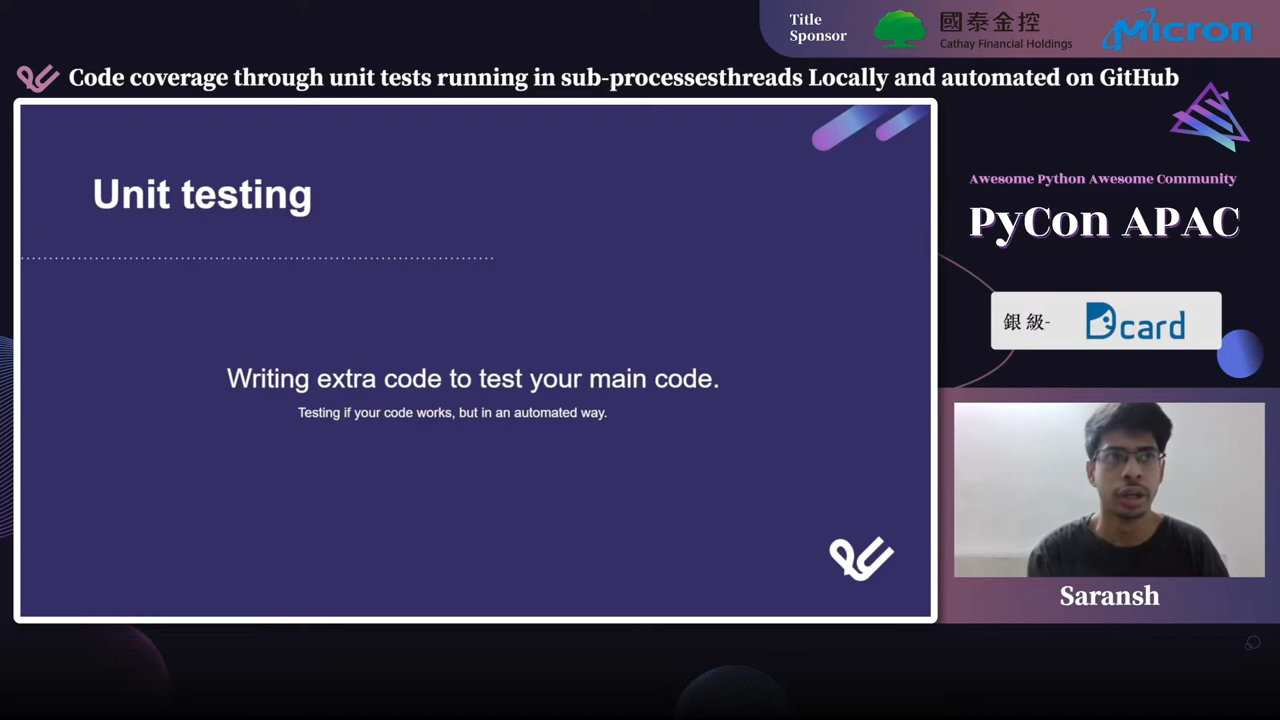 Title
Sponsor
國泰金控
Cathay Financial Holdings
Micron
Code coverage through unit tests running in sub-processesthreads Locally and automated on GitHub
Unit testing
Writing extra code to test your main code.
Testing if your code works, but in an automated way.
Awesome Python Awesome Community
PyCon APAC
銀級-
Dcard
Saransh